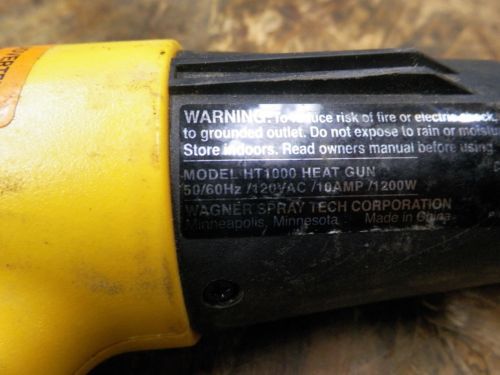 WARNING: To reduce risk of fire or electric shock,
to grounded outlet. Do not expose to rain or
Store indoors. Read owners manual before using
MODEL HT1000 HEAT GUN
50/60Hz /120VAC /10AMP /1200W
WAGNER SPRAY TECH CORPORATION
Minneapolis, Minnesota Made in China